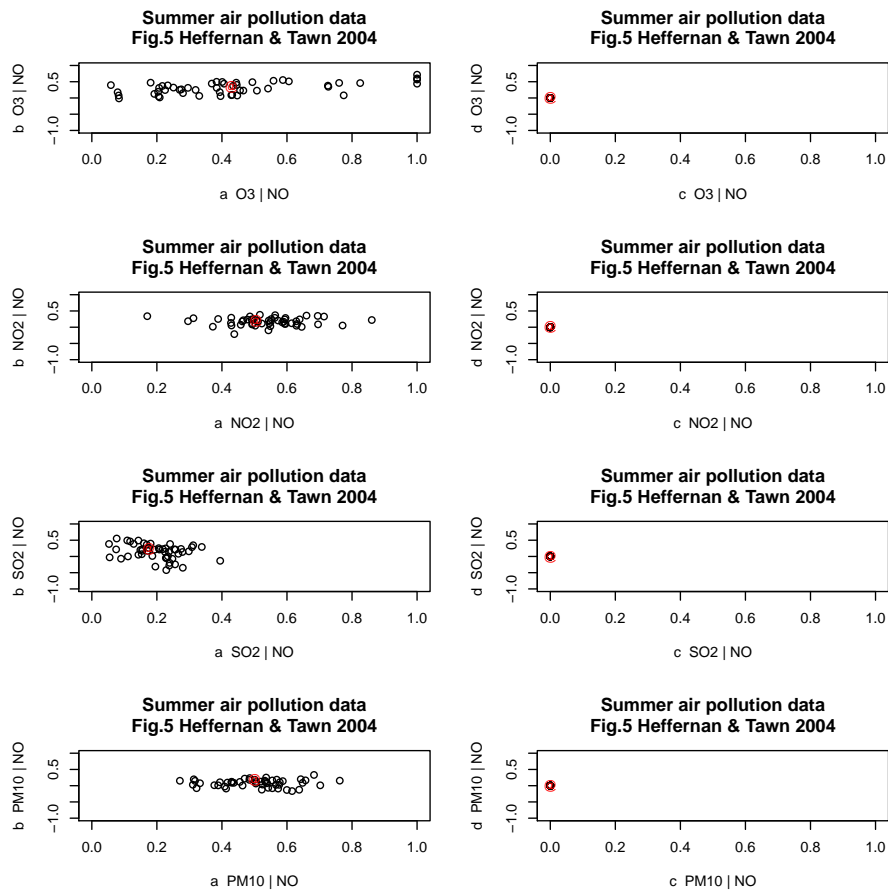 Summer air pollution data
Fig.5 Heffernan & Tawn 2004
b O3 | NO
-1.0 0.5
0.0 0.2 0.4 0.6 0.8 1.0
a O3 | NO
Summer air pollution data
Fig.5 Heffernan & Tawn 2004
d O3 | NO
-1.0 0.5
0.0 0.2 0.4 0.6 0.8 1.0
c O3 | NO
Summer air pollution data
Fig.5 Heffernan & Tawn 2004
b NO2 | NO
-1.0 0.5
0.0 0.2 0.4 0.6 0.8 1.0
a NO2 | NO
Summer air pollution data
Fig.5 Heffernan & Tawn 2004
d NO2 | NO
-1.0 0.5
0.0 0.2 0.4 0.6 0.8 1.0
c NO2 | NO
Summer air pollution data
Fig.5 Heffernan & Tawn 2004
b SO2 | NO
-1.0 0.5
0.0 0.2 0.4 0.6 0.8 1.0
a SO2 | NO
Summer air pollution data
Fig.5 Heffernan & Tawn 2004
d SO2 | NO
-1.0 0.5
0.0 0.2 0.4 0.6 0.8 1.0
c SO2 | NO
Summer air pollution data
Fig.5 Heffernan & Tawn 2004
b PM10 | NO
-1.0 0.5
0.0 0.2 0.4 0.6 0.8 1.0
a PM10 | NO
Summer air pollution data
Fig.5 Heffernan & Tawn 2004
d PM10 | NO
-1.0 0.5
0.0 0.2 0.4 0.6 0.8 1.0
c PM10 | NO